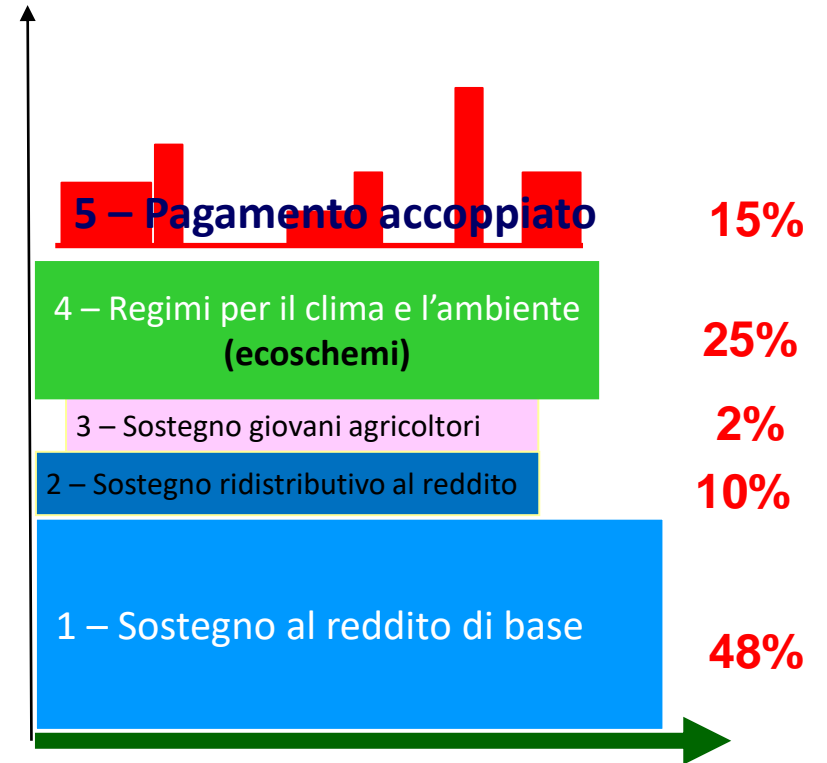 5 – Pagamento accoppiato 15%
4 – Regimi per il clima e l’ambiente
(ecoschemi) 25%
3 – Sostegno giovani agricoltori 2%
2 – Sostegno ridistributivo al reddito 10%
1 – Sostegno al reddito di base 48%